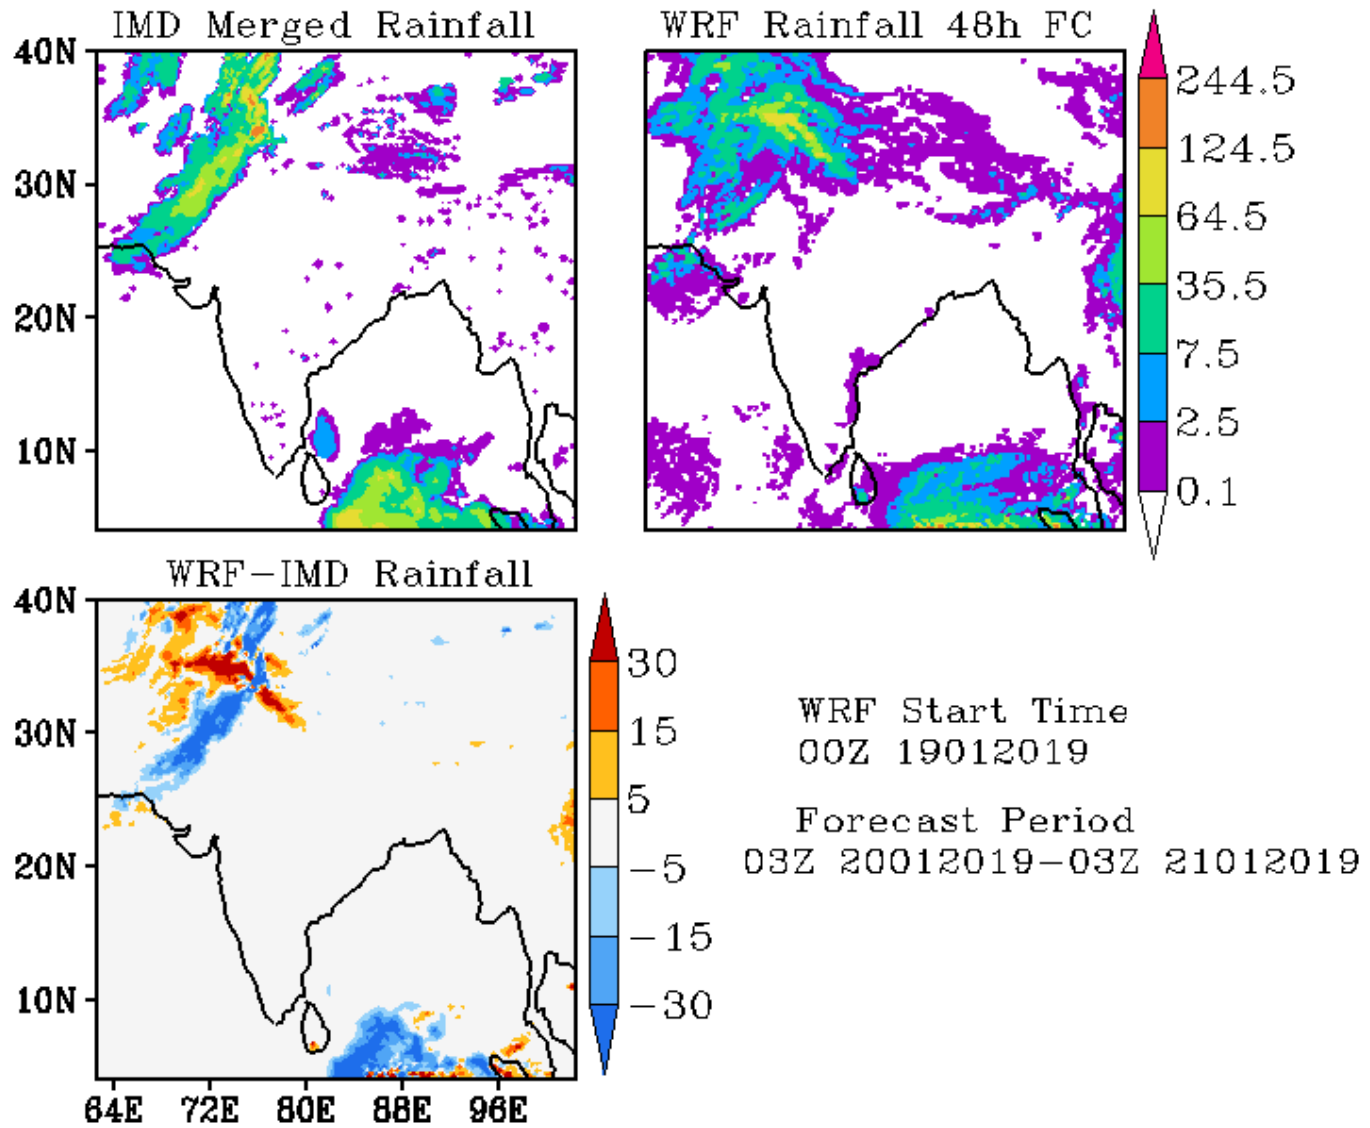 IMD Merged Rainfall
WRF Rainfall 48h FC
40N
30N
20N
10N
244.5
124.5
64.5
35.5
7.5
2.5
0.1
WRF-IMD Rainfall
40N
30N
20N
10N
64E 72E 80E 88E 96E
30
15
5
-5
-15
-30
WRF Start Time
00Z 19012019
Forecast Period
03Z 20012019-03Z 21012019